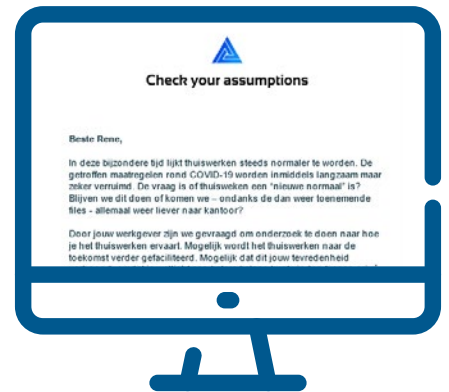 Check your assumptions
Beste Rene,
In deze bijzondere tijd lijkt thuiswerken steeds normaler te worden. De
getroffen maatregelen rond COVID-19 worden inmiddels langzaam maar
zeker verruimd. De vraag is of thuisweken een "nieuwe normaal" is?
Blijven we dit doen of komen we – ondanks de dan weer toenemende
files - allemaal weer liever naar kantoor?
Door jouw werkgever zijn we gevraagd om onderzoek te doen naar hoe
je het thuiswerken ervaart. Mogelijk wordt het thuiswerken naar de
toekomst verder gefaciliteerd. Mogelijk dat dit jouw tevredenheid